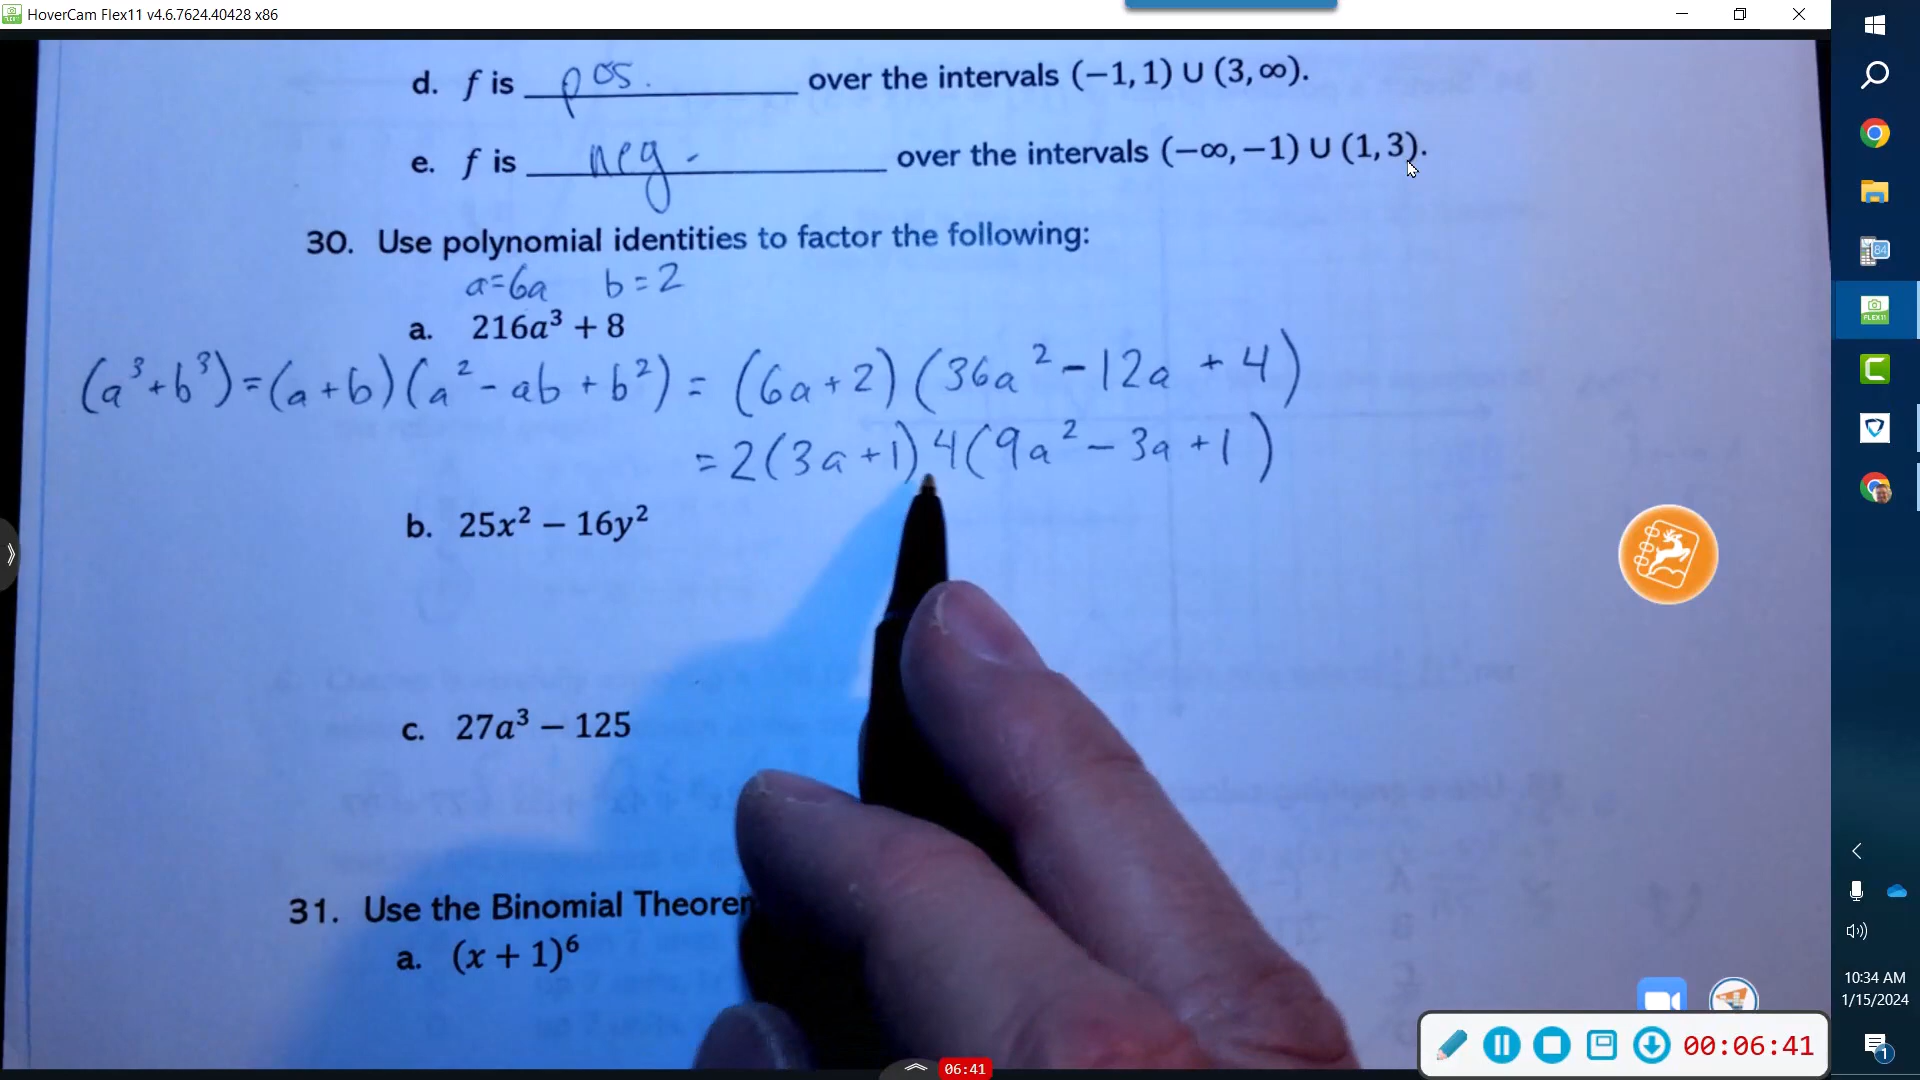 HoverCam Flex11 v4.6.7624.40428 x86
d. f is pos. over the intervals (−1, 1) ∪ (3, ∞).
e. f is neg. over the intervals (−∞, −1) ∪ (1, 3).
30. Use polynomial identities to factor the following:
a=6a b=2
a. 216a³ + 8
(a³+b³)=(a+b)(a²-ab+b²) = (6a+2)(36a²-12a+4)
= 2(3a+1)4(9a²-3a+1)
b. 25x² − 16y²
c. 27a³ − 125
31. Use the Binomial
a. (x + 1)⁶
84
FLEX11
10:34 AM
1/15/2024
00:06:41
1
06:41